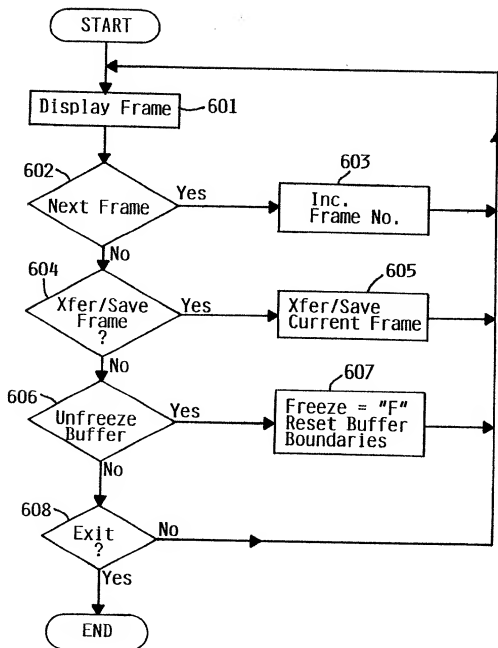 START
Display Frame
601
602
Next Frame
Yes
603
Inc.
Frame No.
No
604
Xfer/Save
Frame
?
Yes
605
Xfer/Save
Current Frame
No
606
Unfreeze
Buffer
Yes
607
Freeze = "F"
Reset Buffer
Boundaries
No
608
Exit
?
No
Yes
END